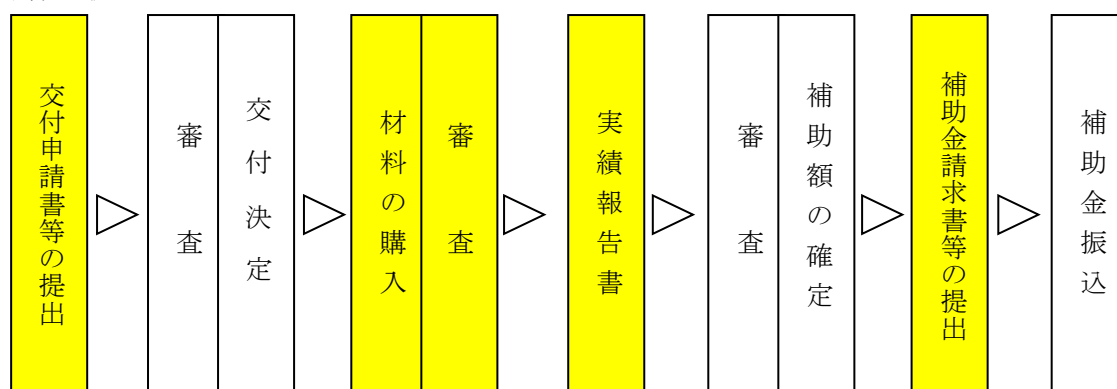 交付申請書等の提出
審査
交付決定
材料の購入
審査
実績報告書
審査
補助額の確定
補助金請求書等の提出
補助金振込